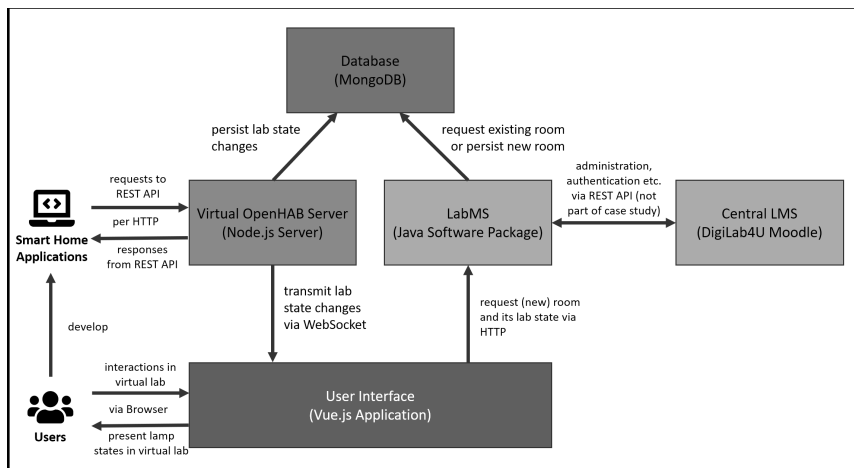 Database
(MongoDB)
persist lab state
changes
request existing room
or persist new room
requests to
REST API
per HTTP
responses
from REST API
Smart Home
Applications
Virtual OpenHAB Server
(Node.js Server)
LabMS
(Java Software Package)
administration,
authentication etc.
via REST API (not
part of case study)
Central LMS
(DigiLab4U Moodle)
transmit lab
state changes
via WebSocket
request (new) room
and its lab state via
HTTP
develop
interactions in
virtual lab
via Browser
present lamp
states in virtual lab
Users
User Interface
(Vue.js Application)